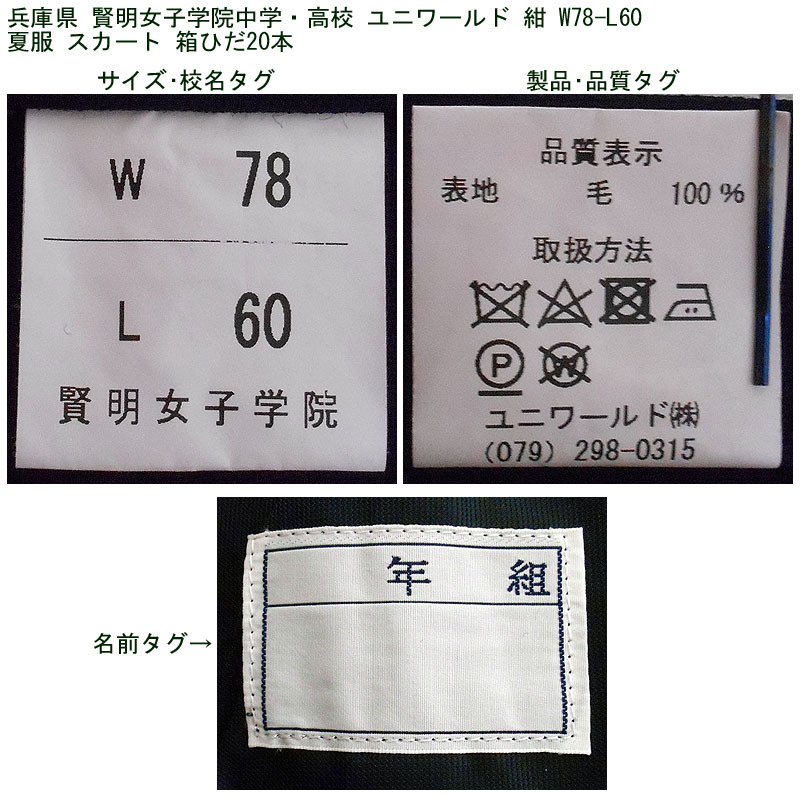 兵庫県 賢明女子学院中学・高校 ユニワールド 紺 W78-L60
夏服 スカート 箱ひだ20本
サイズ・校名タグ
製品・品質タグ
W 78
L 60
賢明女子学院
品質表示
表地 毛 100%
取扱方法
P
W
ユニワールド㈱
(079) 298-0315
名前タグ→
年 組